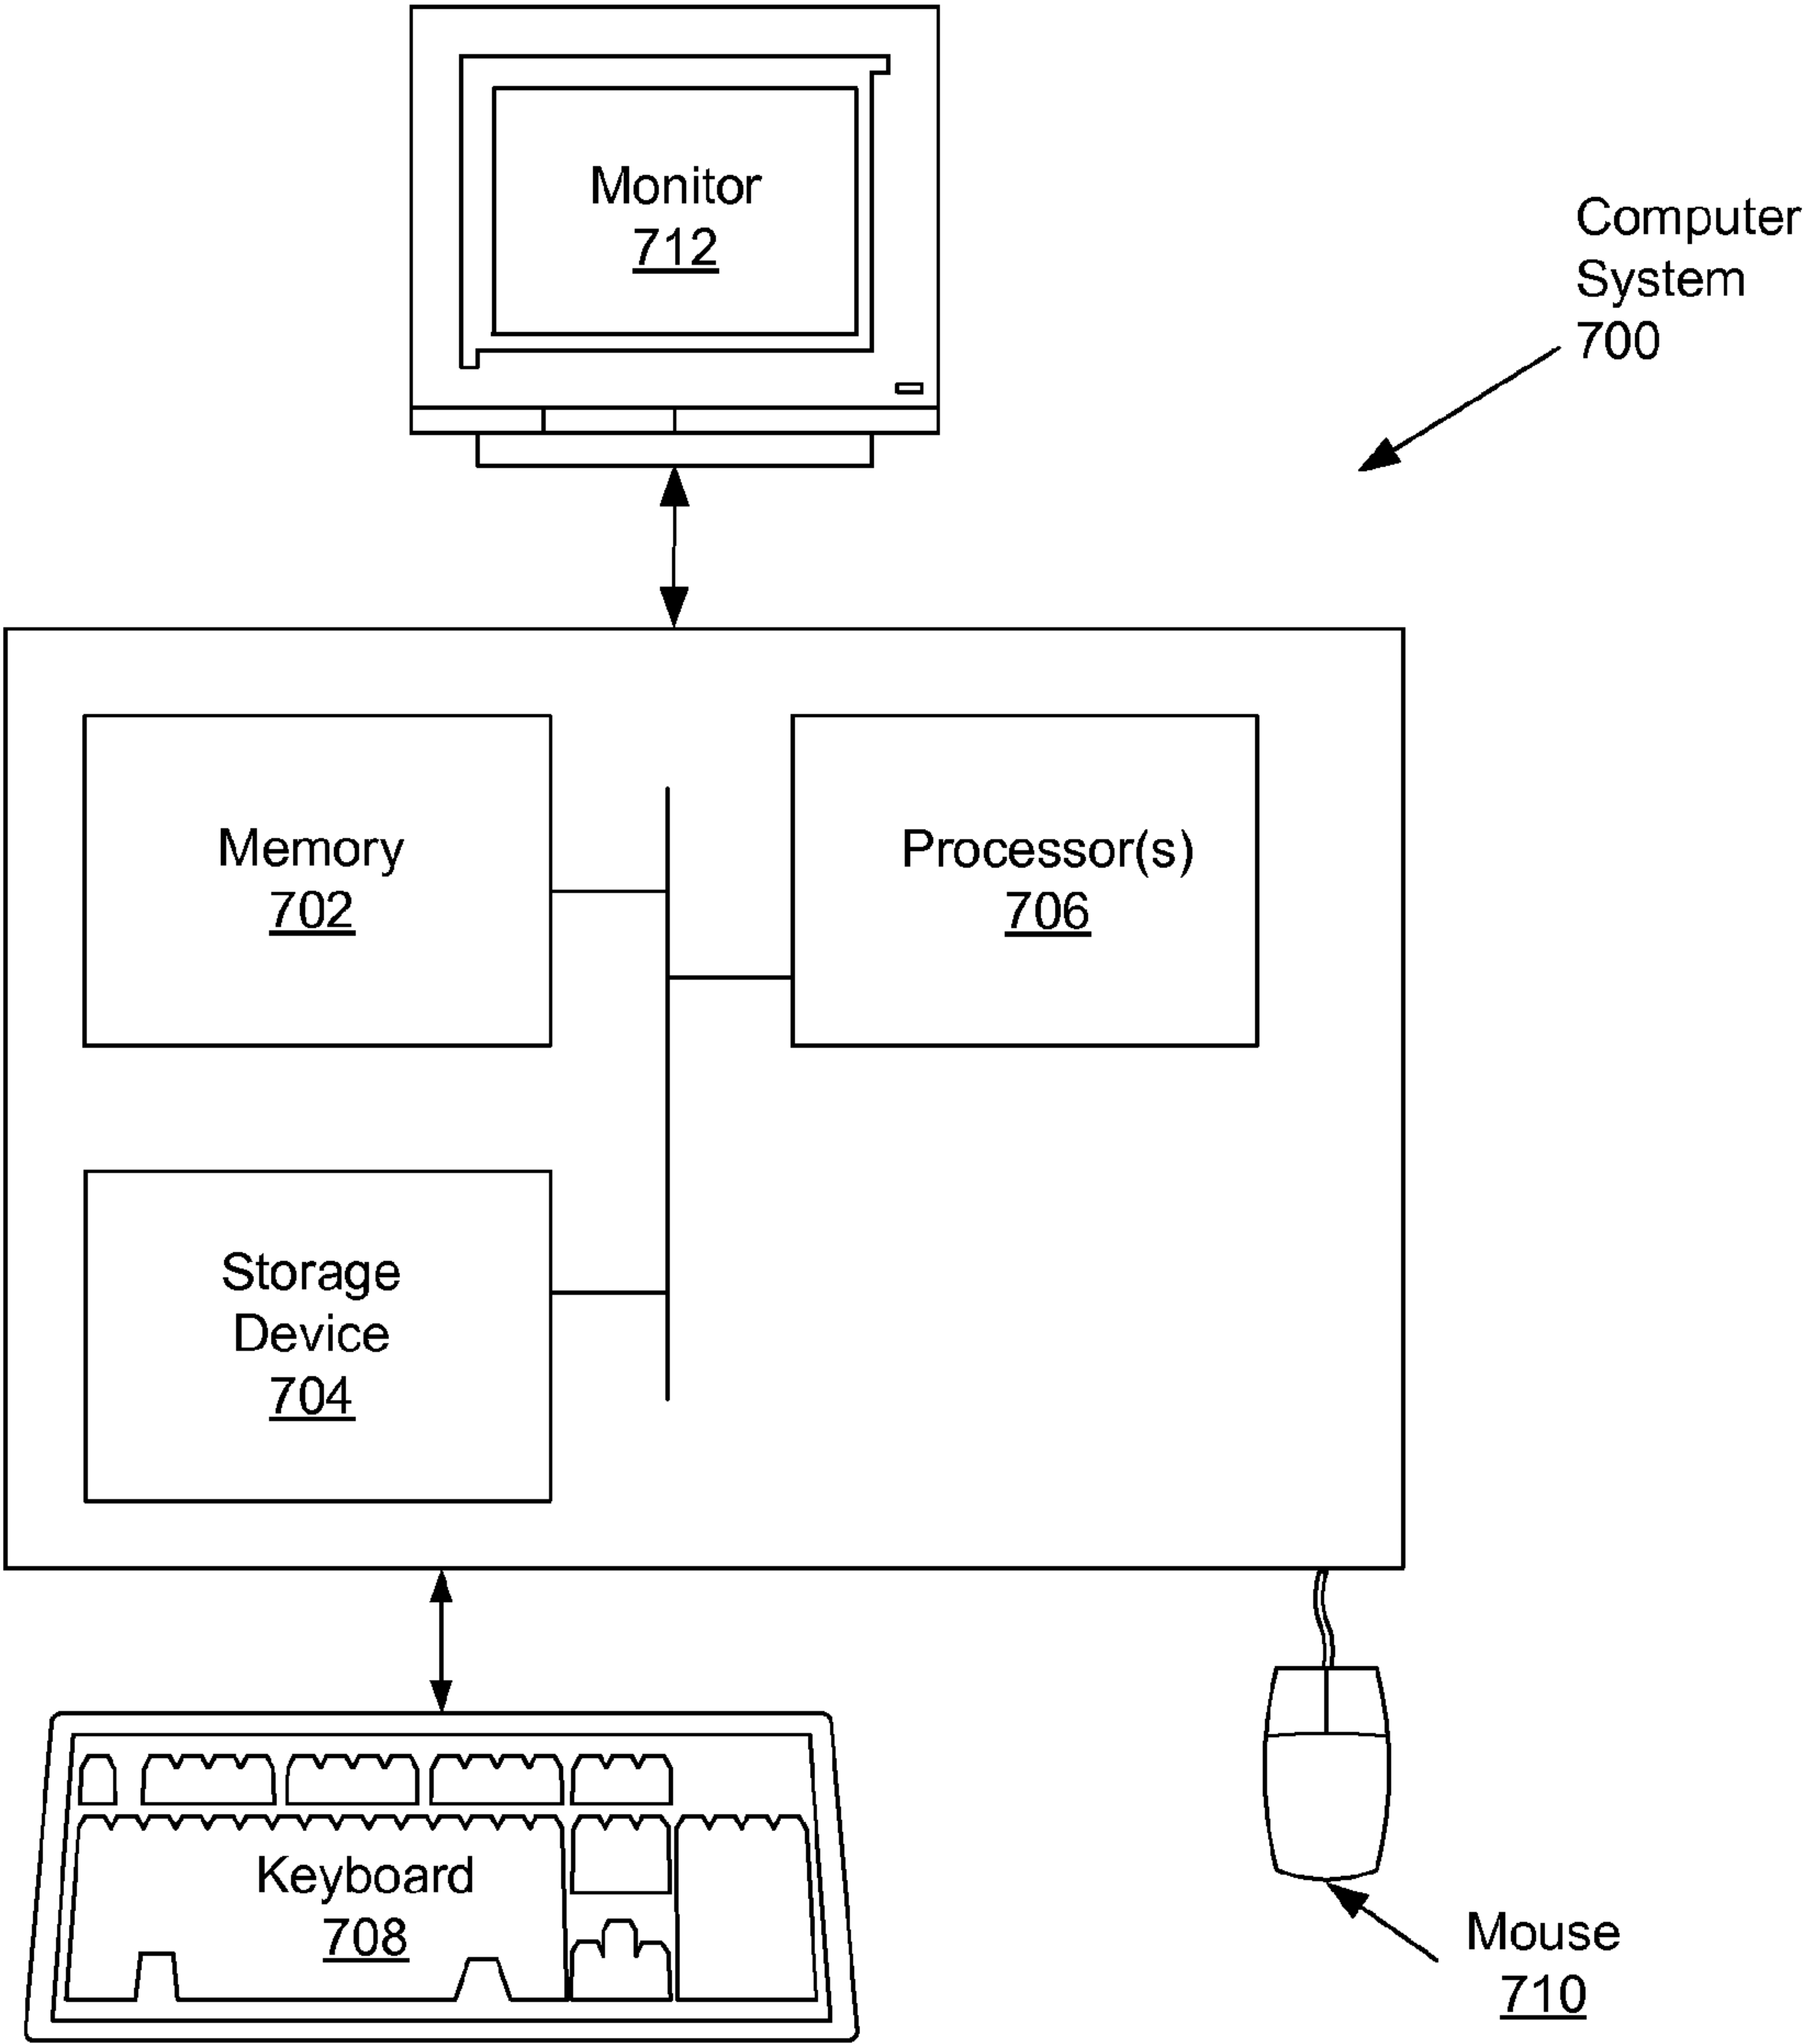 Monitor
712
Computer
System
700
Memory
702
Processor(s)
706
Storage
Device
704
Keyboard
708
Mouse
710